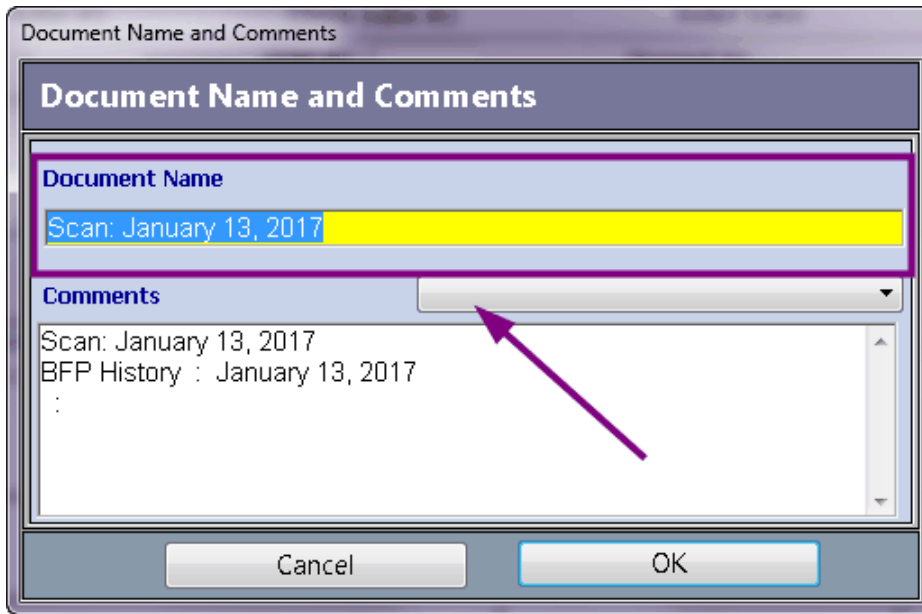 Document Name and Comments
Document Name and Comments
Document Name
Scan: January 13, 2017
Comments
Scan: January 13, 2017
BFP History  :  January 13, 2017
:
Cancel OK